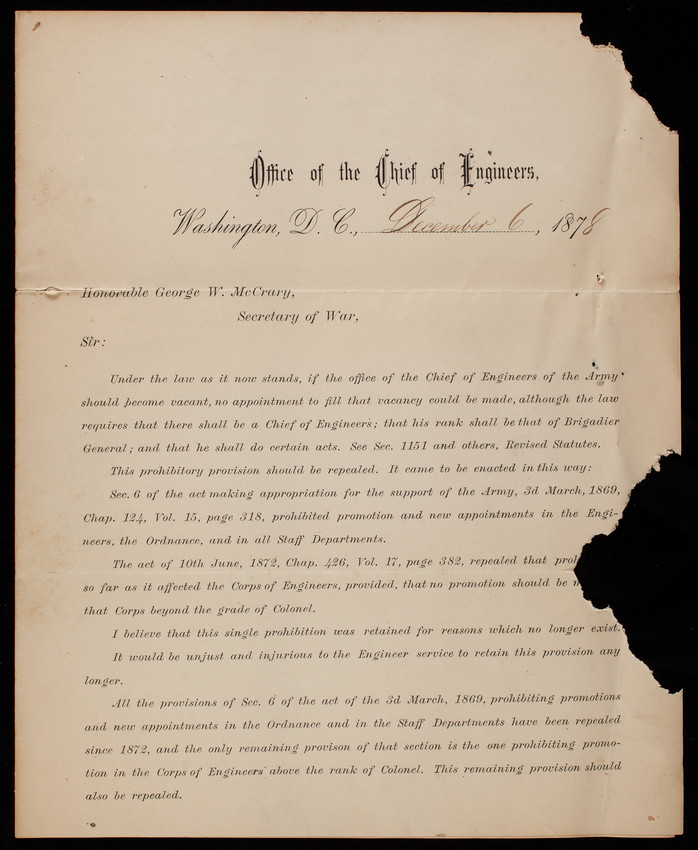 Office of the Chief of Engineers,
Washington, D. C., December 6, 1878
Honorable George W. McCrary,
Secretary of War,
Sir:
Under the law as it now stands, if the office of the Chief of Engineers of the Army
should become vacant, no appointment to fill that vacancy could be made, although the law
requires that there shall be a Chief of Engineers; that his rank shall be that of Brigadier
General; and that he shall do certain acts. See Sec. 1151 and others, Revised Statutes.
This prohibitory provision should be repealed. It came to be enacted in this way:
Sec. 6 of the act making appropriation for the support of the Army, 3d March, 1869,
Chap. 124, Vol. 15, page 318, prohibited promotion and new appointments in the Engi-
neers, the Ordnance, and in all Staff Departments.
The act of 10th June, 1872, Chap. 426, Vol. 17, page 382, repealed that
so far as it affected the Corps of Engineers, provided, that no promotion should be
that Corps beyond the grade of Colonel.
I believe that this single prohibition was retained for reasons which no longer exist.
It would be unjust and injurious to the Engineer service to retain this provision any
longer.
All the provisions of Sec. 6 of the act of the 3d March, 1869, prohibiting promotions
and new appointments in the Ordnance and in the Staff Departments have been repealed
since 1872, and the only remaining provison of that section is the one prohibiting promo-
tion in the Corps of Engineers above the rank of Colonel. This remaining provision should
also be repealed.